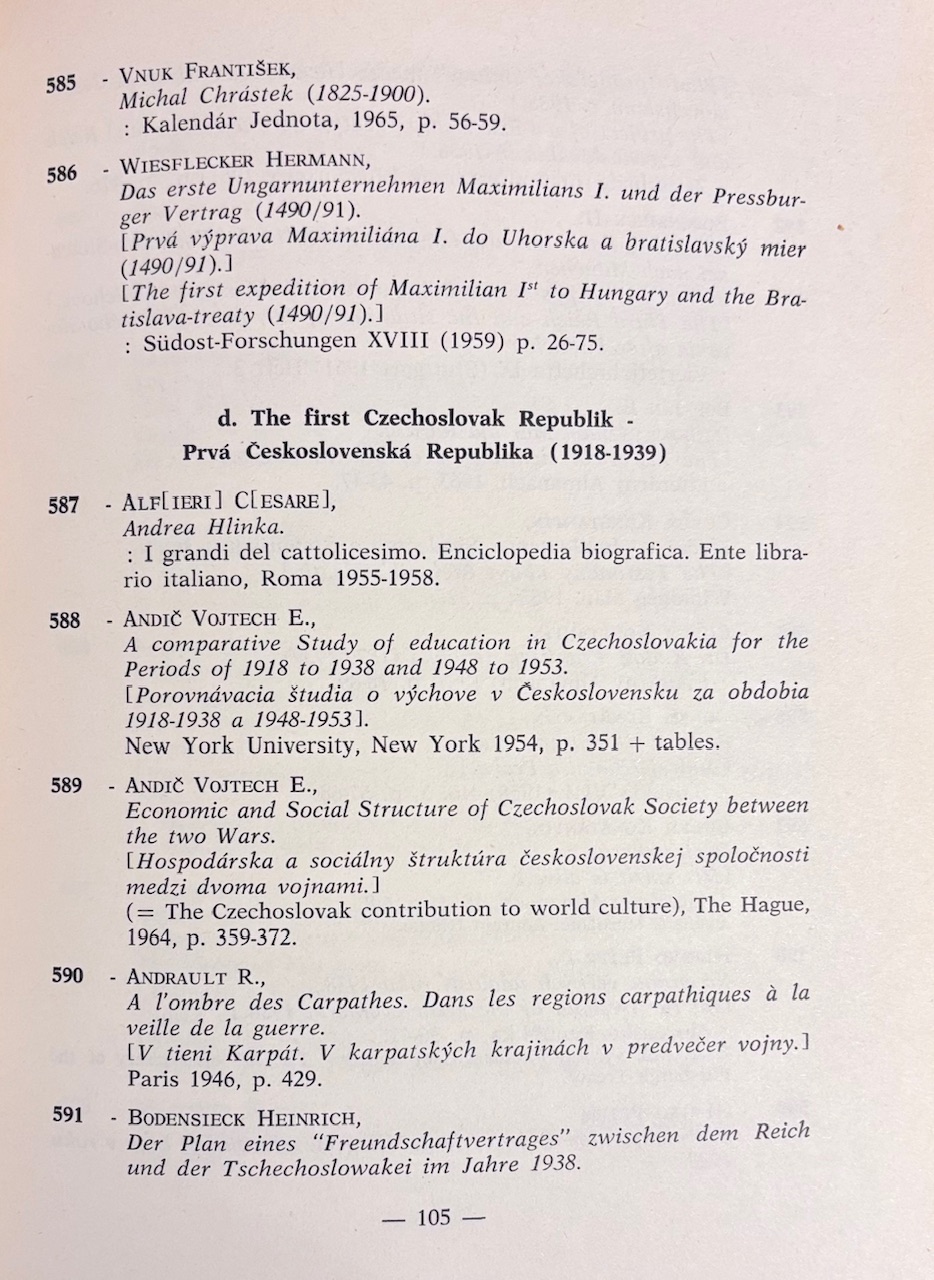 585 - VNUK FRANTIŠEK,
Michal Chrástek (1825-1900).
: Kalendár Jednota, 1965, p. 56-59.
586 - WIESFLECKER HERMANN,
Das erste Ungarnunternehmen Maximilians I. und der Pressbur-
ger Vertrag (1490/91).
[Prvá výprava Maximiliána I. do Uhorska a bratislavský mier
(1490/91).]
[The first expedition of Maximilian Ist to Hungary and the Bra-
tislava-treaty (1490/91).]
: Südost-Forschungen XVIII (1959) p. 26-75.
d. The first Czechoslovak Republik -
Prvá Československá Republika (1918-1939)
587 - ALF[IERI] C[ESARE],
Andrea Hlinka.
: I grandi del cattolicesimo. Enciclopedia biografica. Ente libra-
rio italiano, Roma 1955-1958.
588 - ANDIČ VOJTECH E.,
A comparative Study of education in Czechoslovakia for the
Periods of 1918 to 1938 and 1948 to 1953.
[Porovnávacia študia o výchove v Československu za obdobia
1918-1938 a 1948-1953].
New York University, New York 1954, p. 351 + tables.
589 - ANDIČ VOJTECH E.,
Economic and Social Structure of Czechoslovak Society between
the two Wars.
[Hospodárska a sociálny štruktúra československej spoločnosti
medzi dvoma vojnami.]
(= The Czechoslovak contribution to world culture), The Hague,
1964, p. 359-372.
590 - ANDRAULT R.,
A l'ombre des Carpathes. Dans les regions carpathiques à la
veille de la guerre.
[V tieni Karpát. V karpatských krajinách v predvečer vojny.]
Paris 1946, p. 429.
591 - BODENSIECK HEINRICH,
Der Plan eines "Freundschaftvertrages" zwischen dem Reich
und der Tschechoslowakei im Jahre 1938.
— 105 —